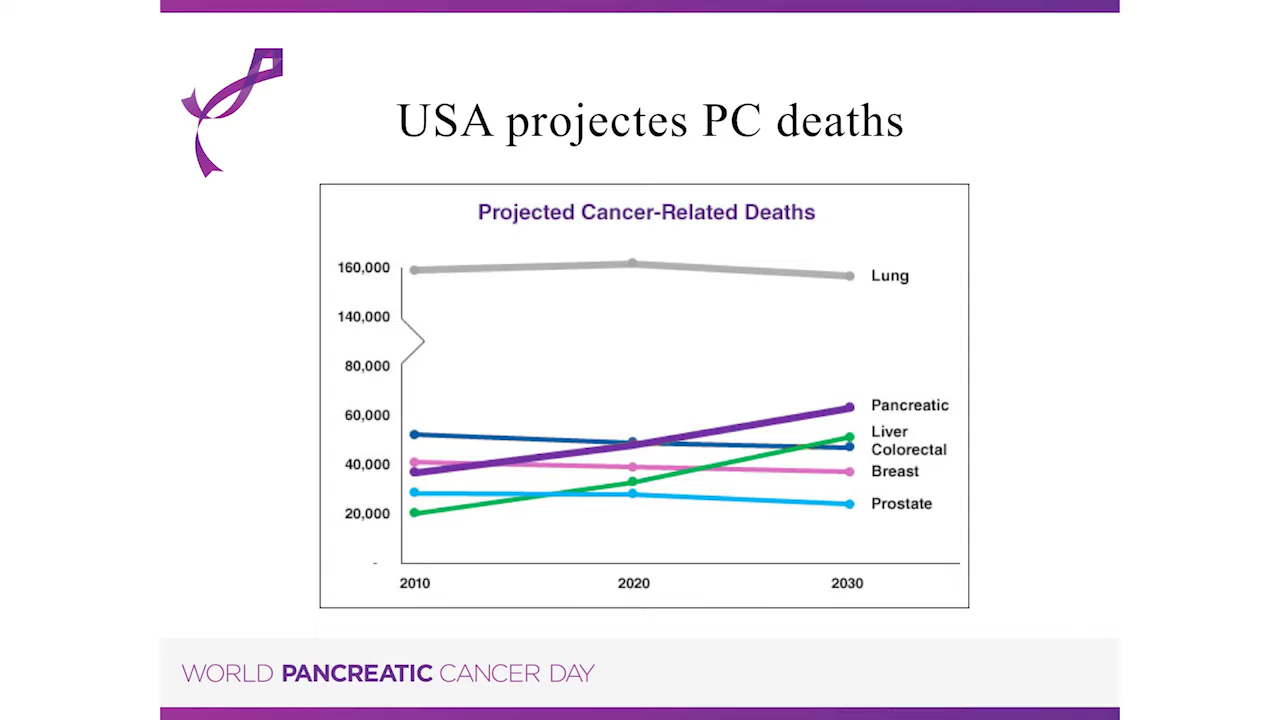 USA projectes PC deaths
Projected Cancer-Related Deaths
160,000
140,000
80,000
60,000
40,000
20,000
-
Lung
Pancreatic
Liver
Colorectal
Breast
Prostate
2010 2020 2030
WORLD PANCREATIC CANCER DAY